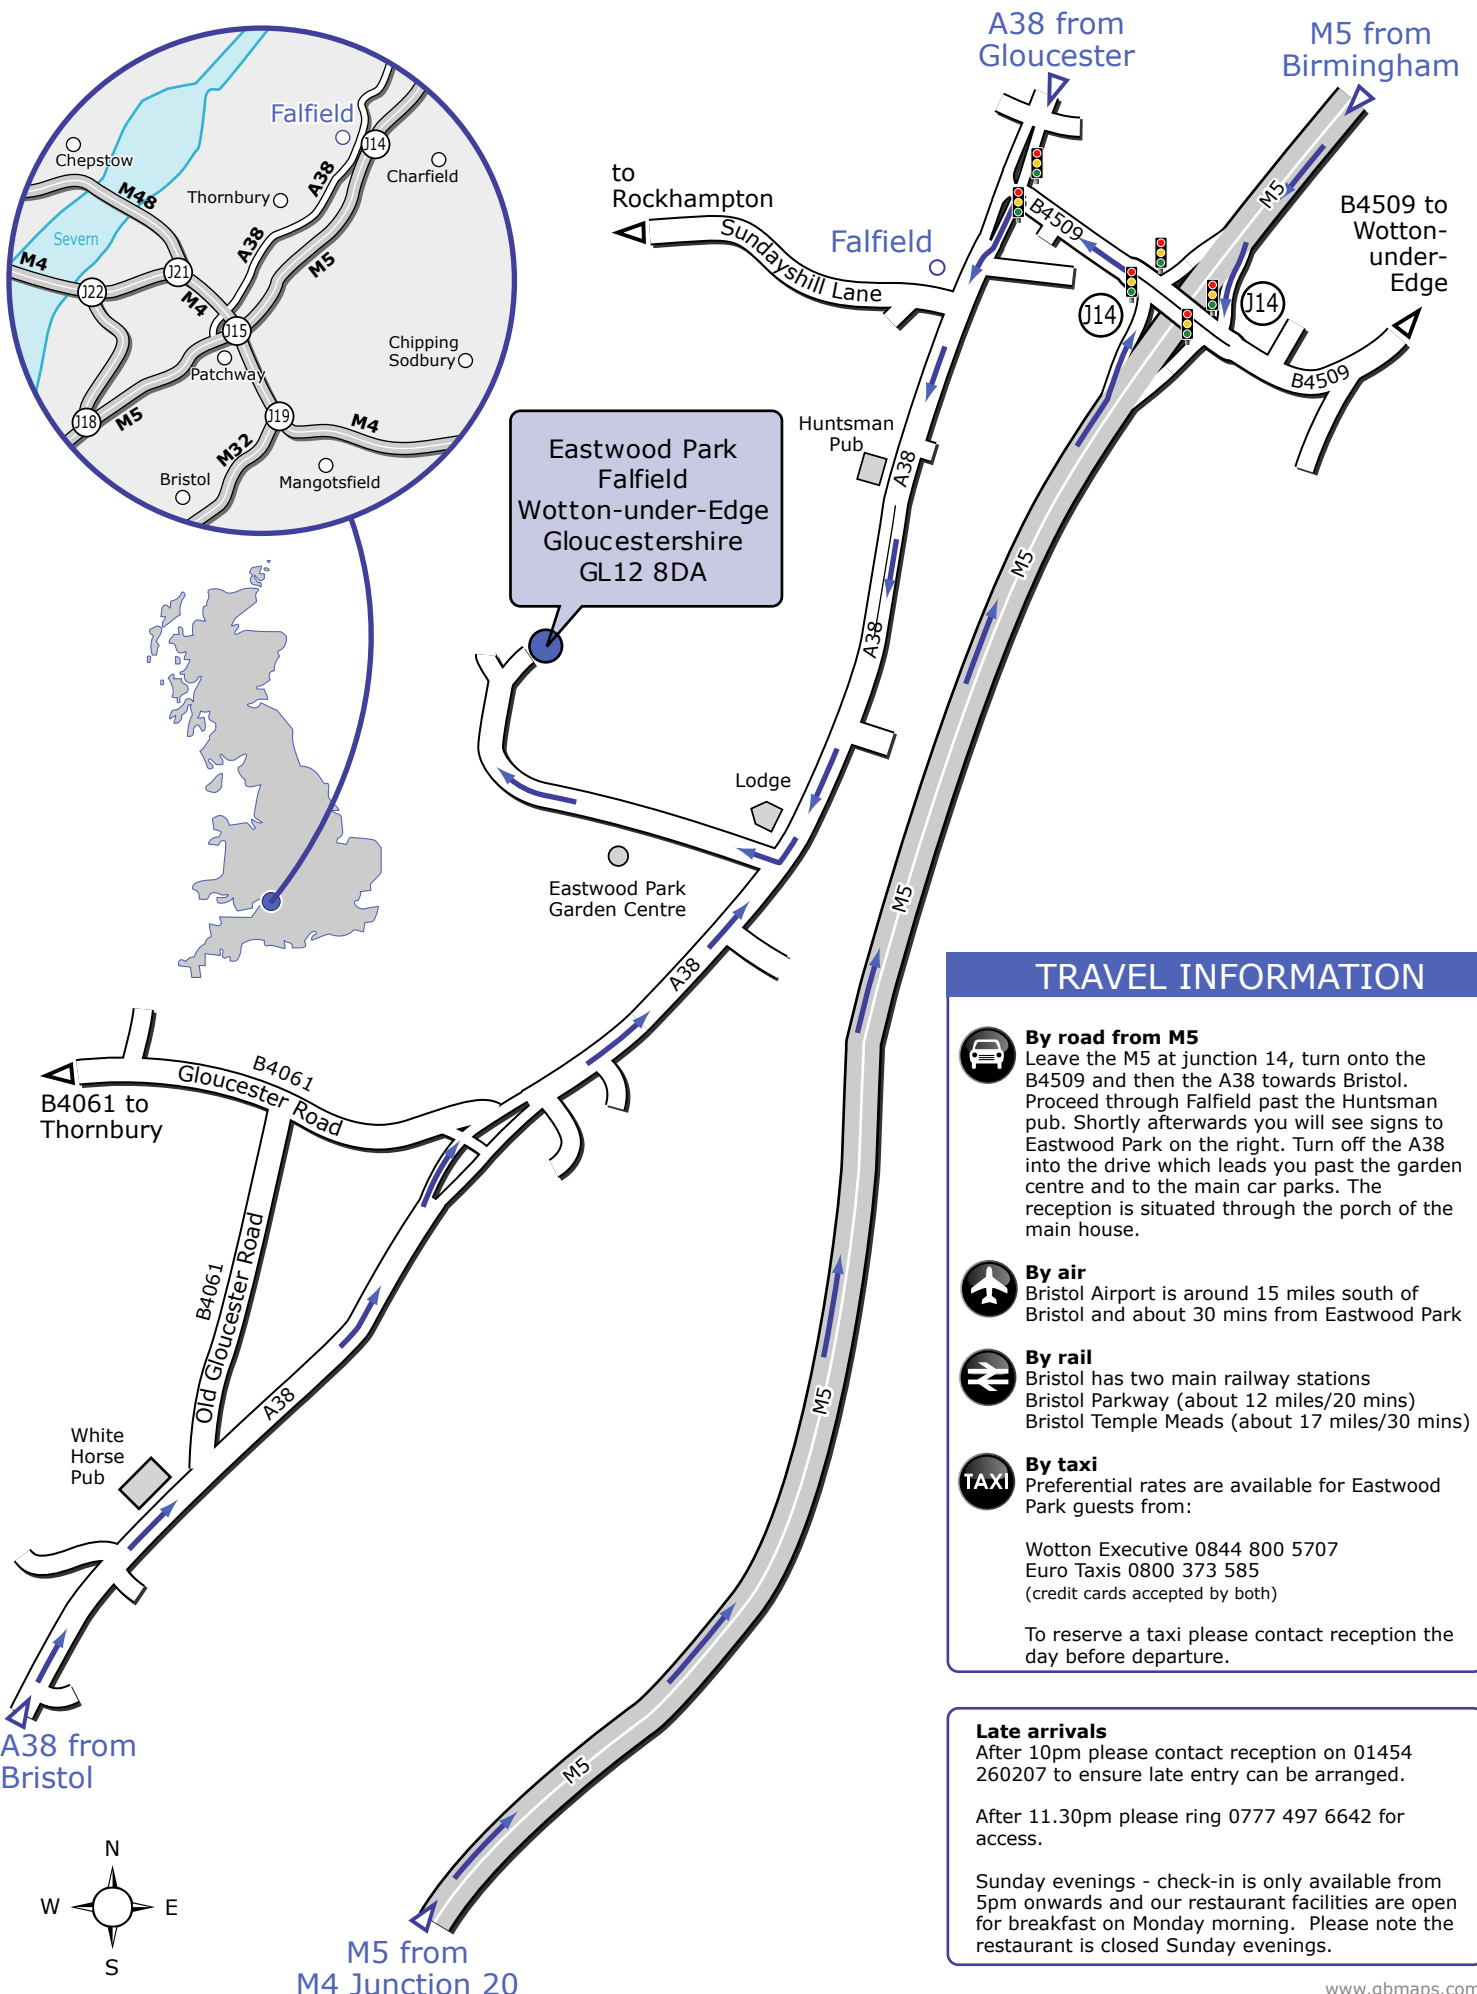 A38 from
Gloucester
M5 from
Birmingham
Falfield
J14
Chepstow
Charfield
M48
A38
Thornbury
Severn
A38
M5
M4
J21
J22
M4
J15
Chipping
Sodbury
Patchway
J18
M5
J19
M4
M32
Bristol
Mangotsfield
to
Rockhampton
Sundayshill Lane
Falfield
B4509
M5
B4509 to
Wotton-
under-
Edge
J14
J14
B4509
Huntsman
Pub
A38
Eastwood Park
Falfield
Wotton-under-Edge
Gloucestershire
GL12 8DA
M5
A38
Lodge
Eastwood Park
Garden Centre
M5
A38
B4061
Gloucester Road
B4061 to
Thornbury
B4061
Old Gloucester Road
A38
M5
White
Horse
Pub
A38 from
Bristol
M5
M5 from
M4 Junction 20
N
W
E
S
TRAVEL INFORMATION
By road from M5
Leave the M5 at junction 14, turn onto the
B4509 and then the A38 towards Bristol.
Proceed through Falfield past the Huntsman
pub. Shortly afterwards you will see signs to
Eastwood Park on the right. Turn off the A38
into the drive which leads you past the garden
centre and to the main car parks. The
reception is situated through the porch of the
main house.
By air
Bristol Airport is around 15 miles south of
Bristol and about 30 mins from Eastwood Park
By rail
Bristol has two main railway stations
Bristol Parkway (about 12 miles/20 mins)
Bristol Temple Meads (about 17 miles/30 mins)
TAXI
By taxi
Preferential rates are available for Eastwood
Park guests from:
Wotton Executive 0844 800 5707
Euro Taxis 0800 373 585
(credit cards accepted by both)
To reserve a taxi please contact reception the
day before departure.
Late arrivals
After 10pm please contact reception on 01454
260207 to ensure late entry can be arranged.
After 11.30pm please ring 0777 497 6642 for
access.
Sunday evenings - check-in is only available from
5pm onwards and our restaurant facilities are open
for breakfast on Monday morning.  Please note the
restaurant is closed Sunday evenings.
www.gbmaps.com